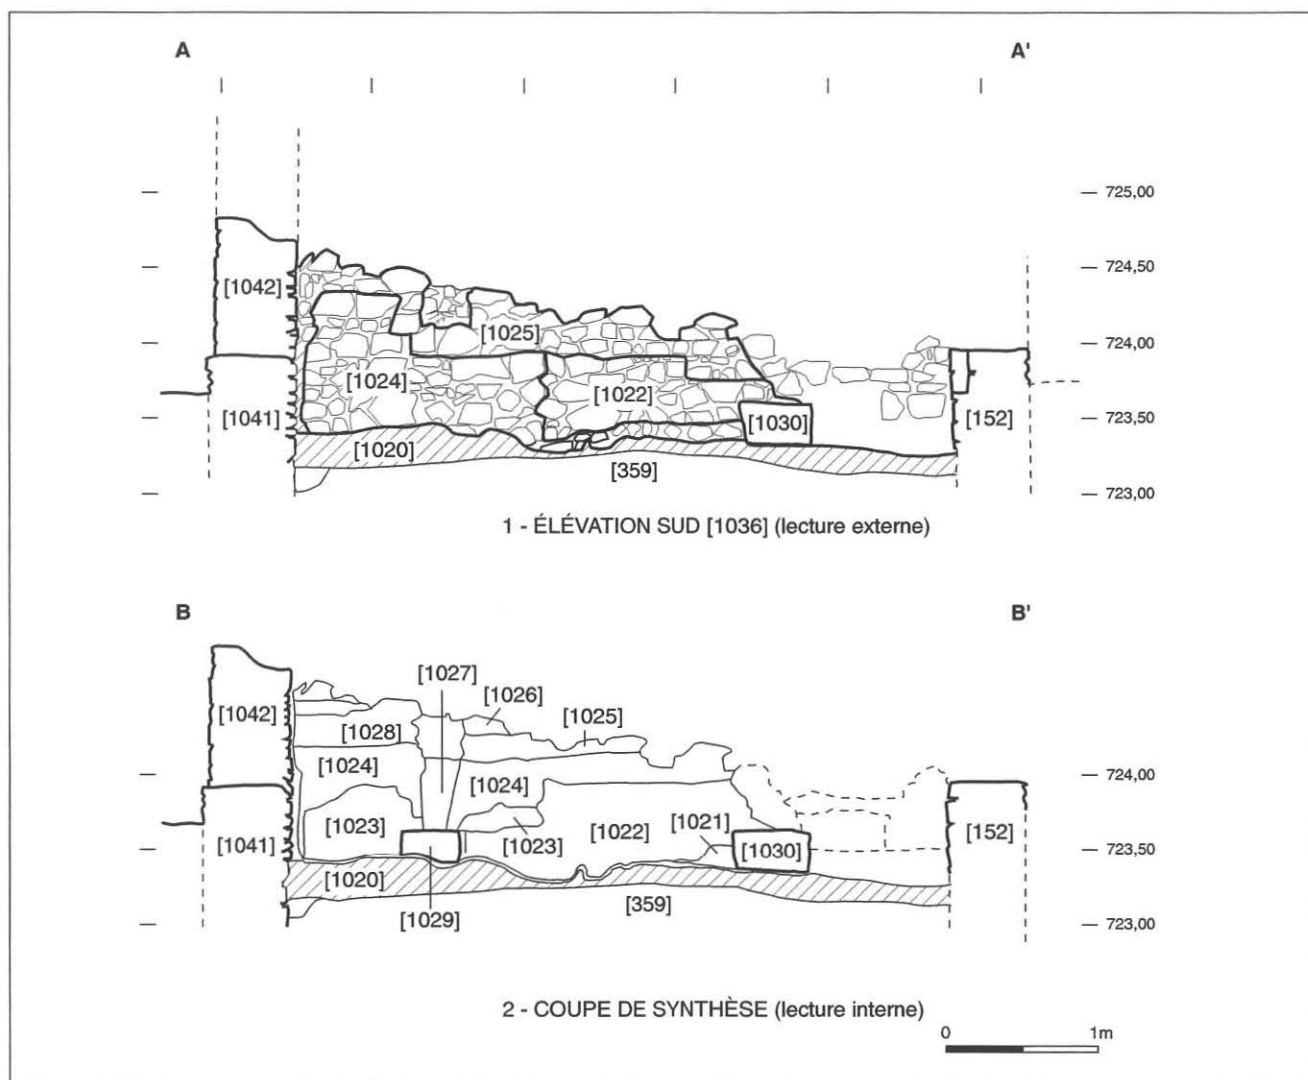 A A'
725,00
[1042] 724,50
[1025] 724,00
[1024] [1022]
[1041] [1030] [152] 723,50
[1020] [359]
723,00
1 - ÉLÉVATION SUD [1036] (lecture externe)
B B'
[1027]
[1026]
[1042] [1028] [1025]
[1024] [1024] 724,00
[1023] [1022] [1021] [152]
[1041] [1023] [1030] 723,50
[1020]
[1029] [359] 723,00
2 - COUPE DE SYNTHÈSE (lecture interne)
0 1m